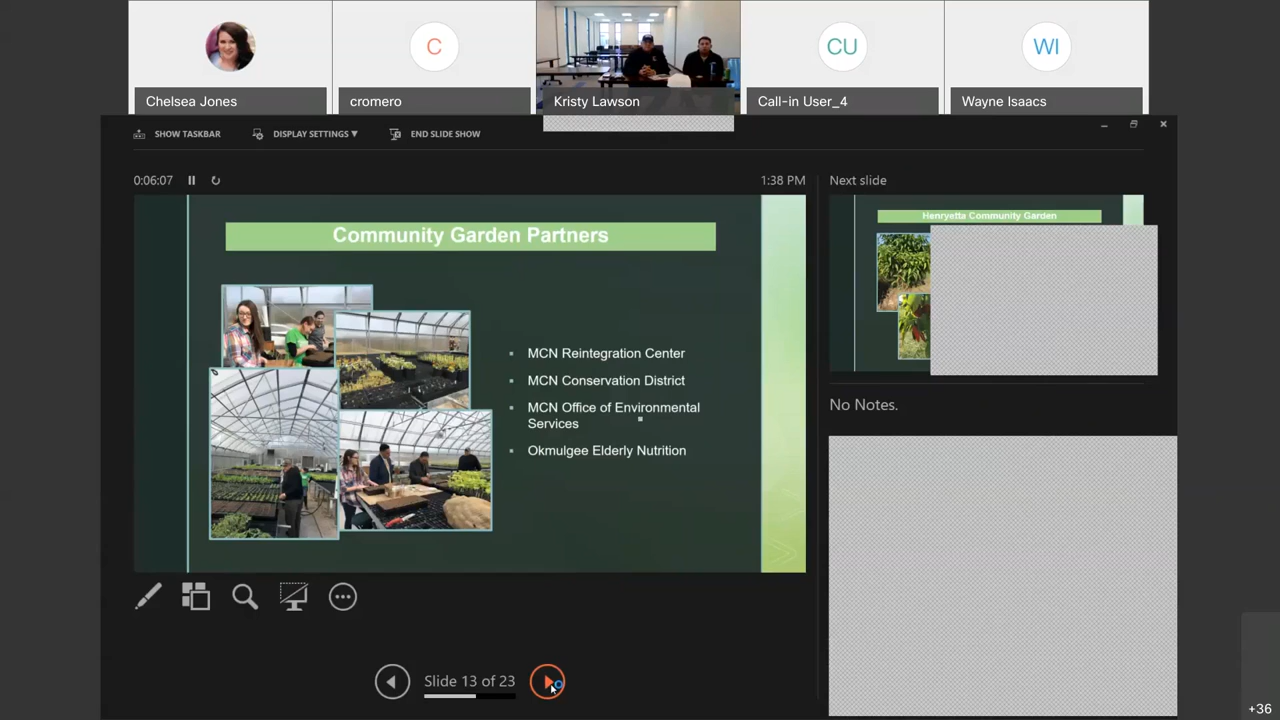 C
CU
WI
Chelsea Jones
cromero
Kristy Lawson
Call-in User_4
Wayne Isaacs
SHOW TASKBAR
DISPLAY SETTINGS ▼
END SLIDE SHOW
0:06:07
1:38 PM
Next slide
Community Garden Partners
Henryetta Community Garden
▪ MCN Reintegration Center
▪ MCN Conservation District
▪ MCN Office of Environmental
Services
▪ Okmulgee Elderly Nutrition
No Notes.
Slide 13 of 23
+36